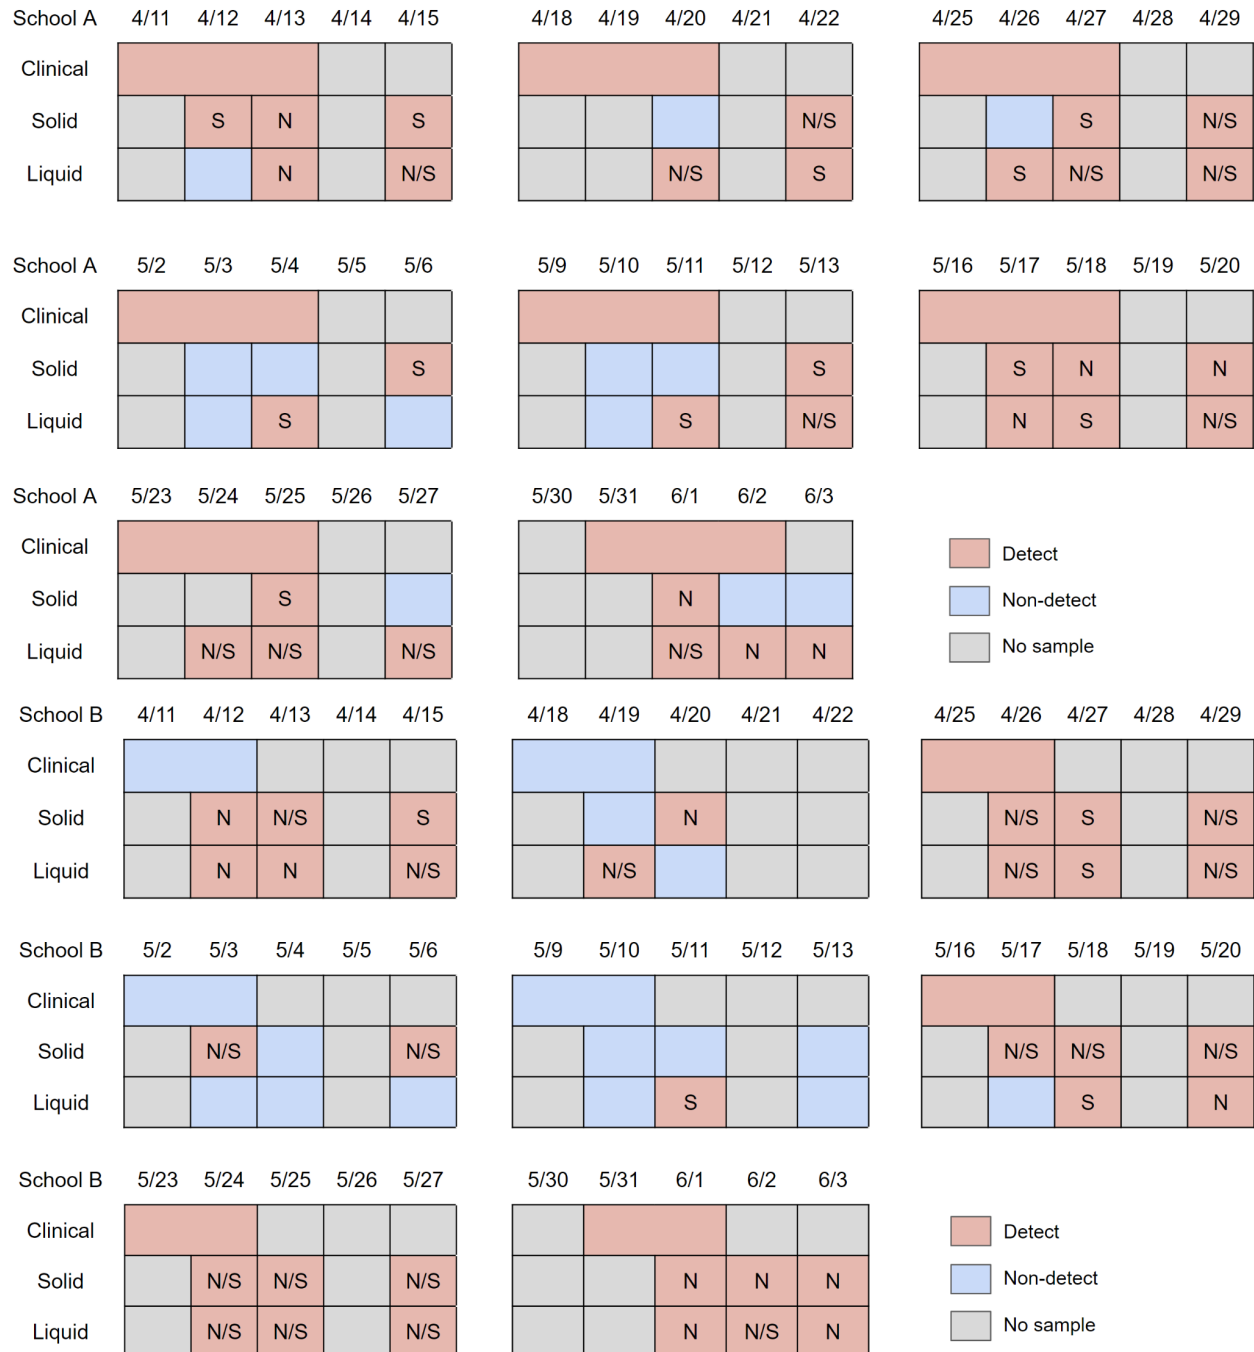 School A 4/11 4/12 4/13 4/14 4/15 4/18 4/19 4/20 4/21 4/22 4/25 4/26 4/27 4/28 4/29
Clinical
Solid S N S N/S S N/S
Liquid N N/S N/S S S N/S N/S
School A 5/2 5/3 5/4 5/5 5/6 5/9 5/10 5/11 5/12 5/13 5/16 5/17 5/18 5/19 5/20
Clinical
Solid S S S N N
Liquid S S N/S N S N/S
School A 5/23 5/24 5/25 5/26 5/27 5/30 5/31 6/1 6/2 6/3
Clinical Detect
Solid S N Non-detect
Liquid N/S N/S N/S N/S N N No sample
School B 4/11 4/12 4/13 4/14 4/15 4/18 4/19 4/20 4/21 4/22 4/25 4/26 4/27 4/28 4/29
Clinical
Solid N N/S S N N/S S N/S
Liquid N N N/S N/S N/S S N/S
School B 5/2 5/3 5/4 5/5 5/6 5/9 5/10 5/11 5/12 5/13 5/16 5/17 5/18 5/19 5/20
Clinical
Solid N/S N/S N/S N/S N/S
Liquid S S N
School B 5/23 5/24 5/25 5/26 5/27 5/30 5/31 6/1 6/2 6/3
Clinical Detect
Solid N/S N/S N/S N N N Non-detect
Liquid N/S N/S N/S N N/S N No sample